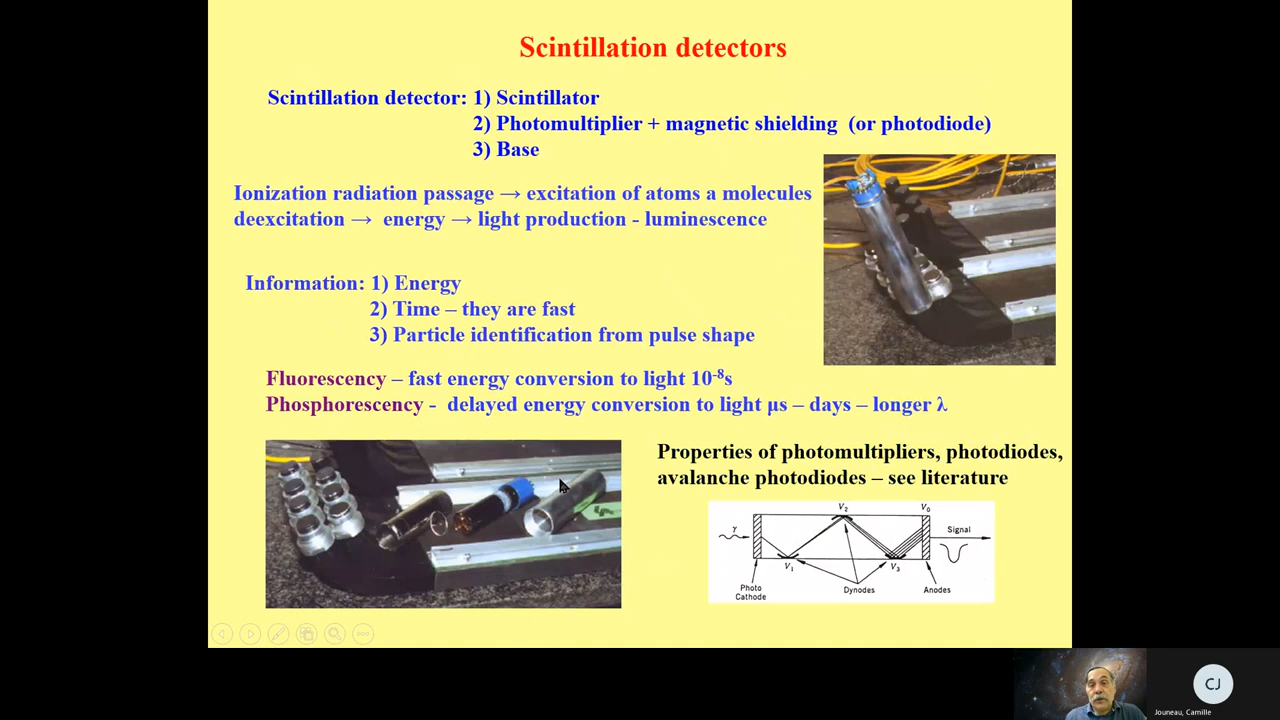 Scintillation detectors
Scintillation detector: 1) Scintillator
2) Photomultiplier + magnetic shielding (or photodiode)
3) Base
Ionization radiation passage → excitation of atoms a molecules
deexcitation → energy → light production - luminescence
Information: 1) Energy
2) Time – they are fast
3) Particle identification from pulse shape
Fluorescency – fast energy conversion to light 10⁻⁸s
Phosphorescency - delayed energy conversion to light μs – days – longer λ
Properties of photomultipliers, photodiodes,
avalanche photodiodes – see literature
V₂ V₀
γ Signal
V₁ V₃
Photo
Cathode Dynodes Anodes
CJ
Jouneau, Camille